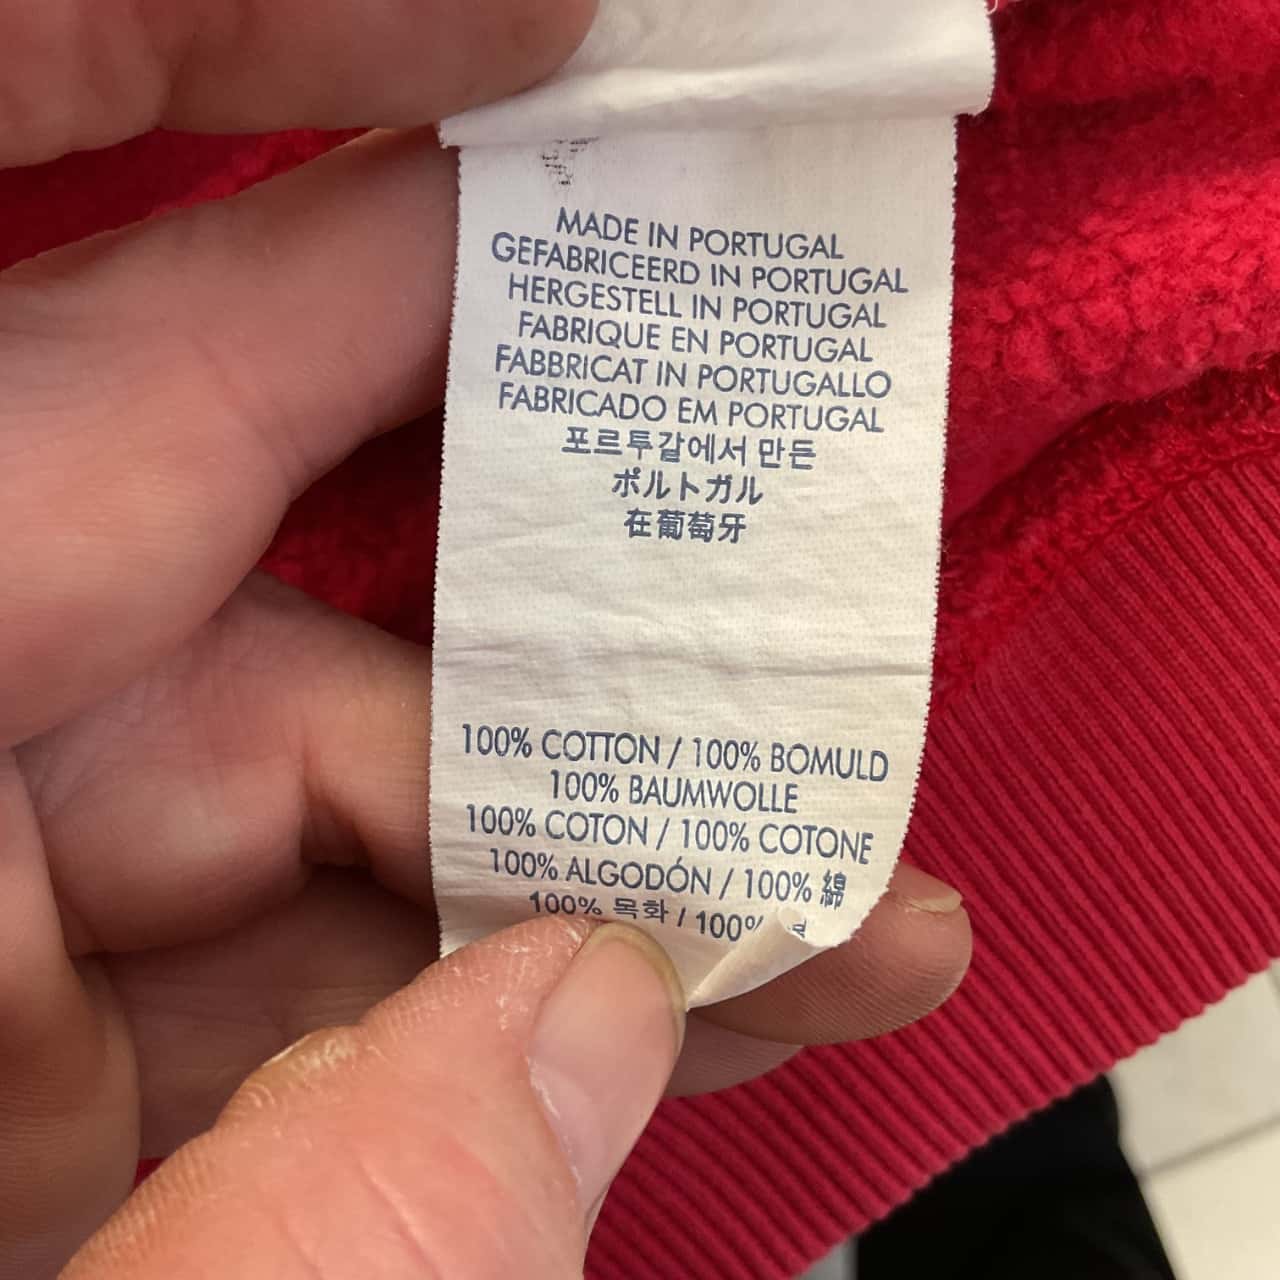 MADE IN PORTUGAL
GEFABRICEERD IN PORTUGAL
HERGESTELL IN PORTUGAL
FABRIQUE EN PORTUGAL
FABBRICAT IN PORTUGALLO
FABRICADO EM PORTUGAL
포르투갈에서 만든
ポルトガル
在葡萄牙
100% COTTON / 100% BOMULD
100% BAUMWOLLE
100% COTON / 100% COTONE
100% ALGODÓN / 100% 綿
100% 목화 / 100%